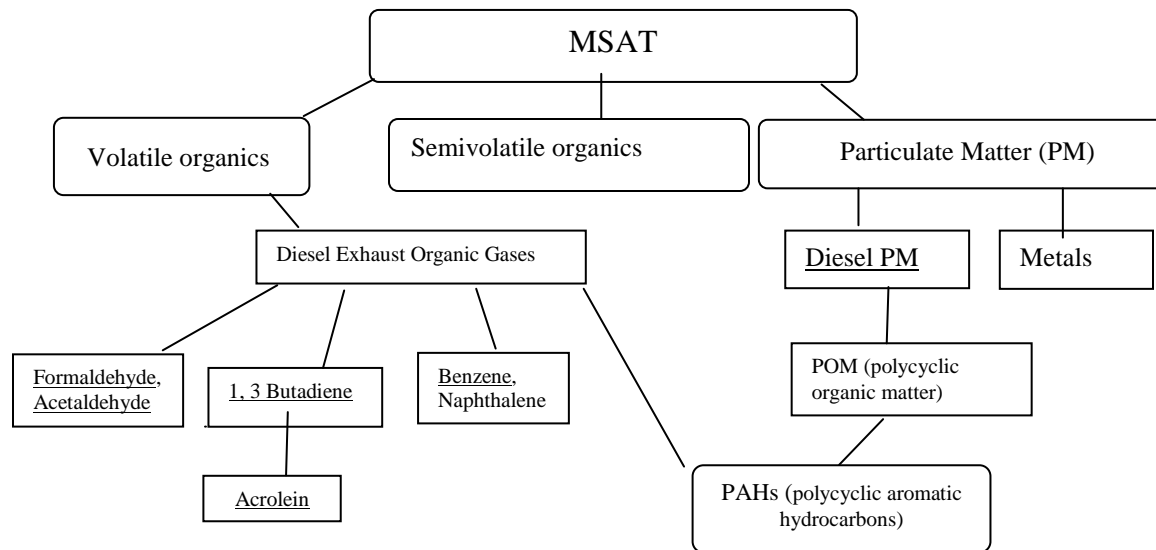 MSAT
Volatile organics
Semivolatile organics
Particulate Matter (PM)
Diesel Exhaust Organic Gases
Diesel PM
Metals
Formaldehyde,
Acetaldehyde
1, 3 Butadiene
.
Benzene,
Naphthalene
POM (polycyclic
organic matter)
Acrolein
PAHs (polycyclic aromatic
hydrocarbons)